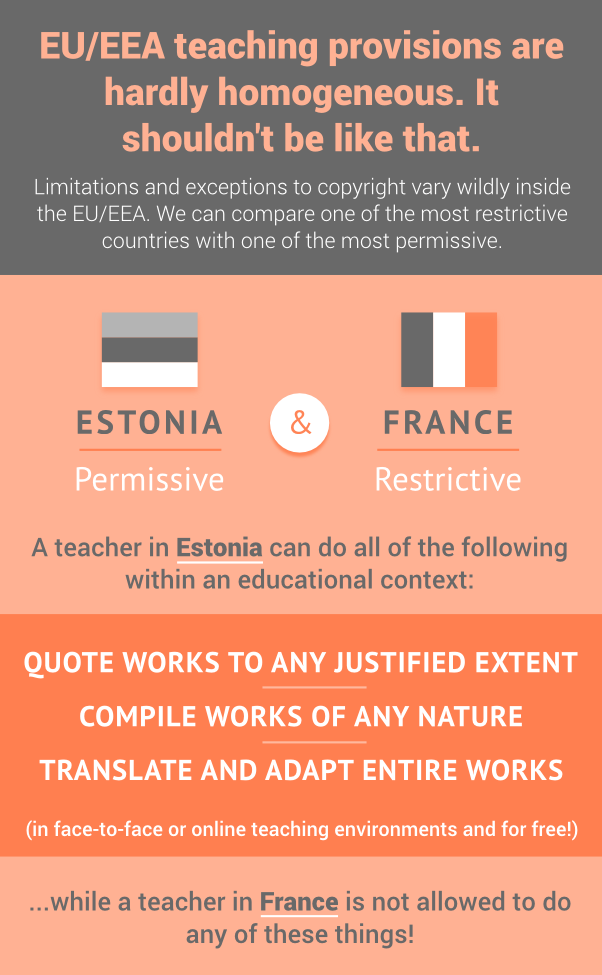 EU/EEA teaching provisions are
hardly homogeneous. It
shouldn't be like that.
Limitations and exceptions to copyright vary wildly inside
the EU/EEA. We can compare one of the most restrictive
countries with one of the most permissive.
ESTONIA & FRANCE
Permissive Restrictive
A teacher in Estonia can do all of the following
within an educational context:
QUOTE WORKS TO ANY JUSTIFIED EXTENT
COMPILE WORKS OF ANY NATURE
TRANSLATE AND ADAPT ENTIRE WORKS
(in face-to-face or online teaching environments and for free!)
...while a teacher in France is not allowed to do
any of these things!